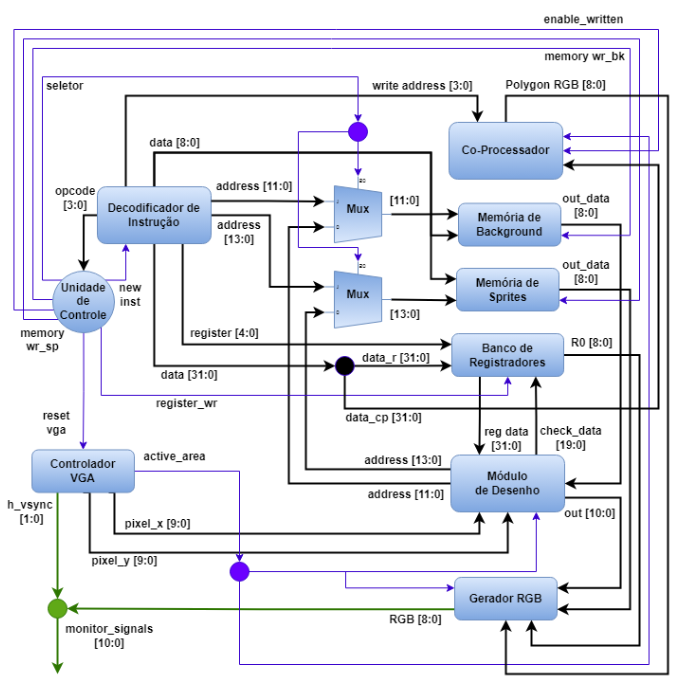 enable_written
memory wr_bk
seletor
write address [3:0]
Polygon RGB [8:0]
data [8:0]
Co-Processador
opcode
[3:0]
Decodificador de
Instrução
address [11:0]
address
[13:0]
Mux
[11:0]
Memória de
Background
out_data
[8:0]
Unidade
de
Controle
new
inst
Mux
[13:0]
Memória de
Sprites
out_data
[8:0]
memory
wr_sp
register [4:0]
data [31:0]
data_r [31:0]
Banco de
Registradores
R0 [8:0]
register_wr
data_cp [31:0]
reset
vga
reg data
[31:0]
check_data
[19:0]
Controlador
VGA
active_area
address [13:0]
address [11:0]
Módulo
de Desenho
out [10:0]
h_vsync
[1:0]
pixel_x [9:0]
pixel_y [9:0]
Gerador RGB
RGB [8:0]
monitor_signals
[10:0]